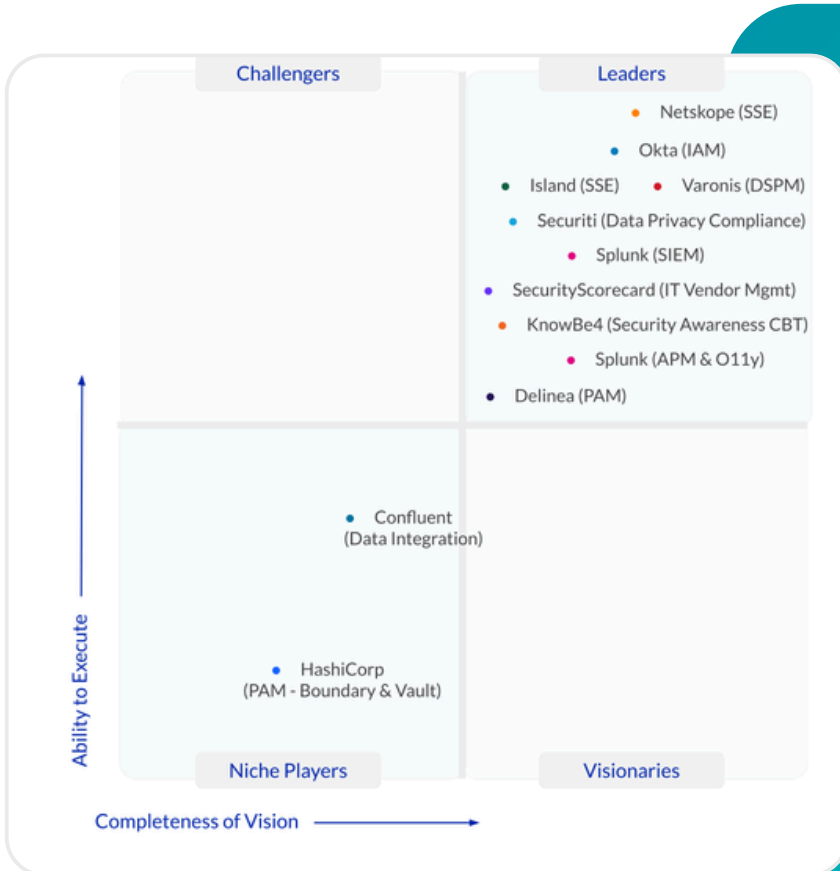 Challengers
Leaders
Netskope (SSE)
Okta (IAM)
Island (SSE)
Varonis (DSPM)
Securiti (Data Privacy Compliance)
Splunk (SIEM)
SecurityScorecard (IT Vendor Mgmt)
KnowBe4 (Security Awareness CBT)
Splunk (APM & O11y)
Delinea (PAM)
Confluent
(Data Integration)
HashiCorp
(PAM - Boundary & Vault)
Ability to Execute
Niche Players
Visionaries
Completeness of Vision